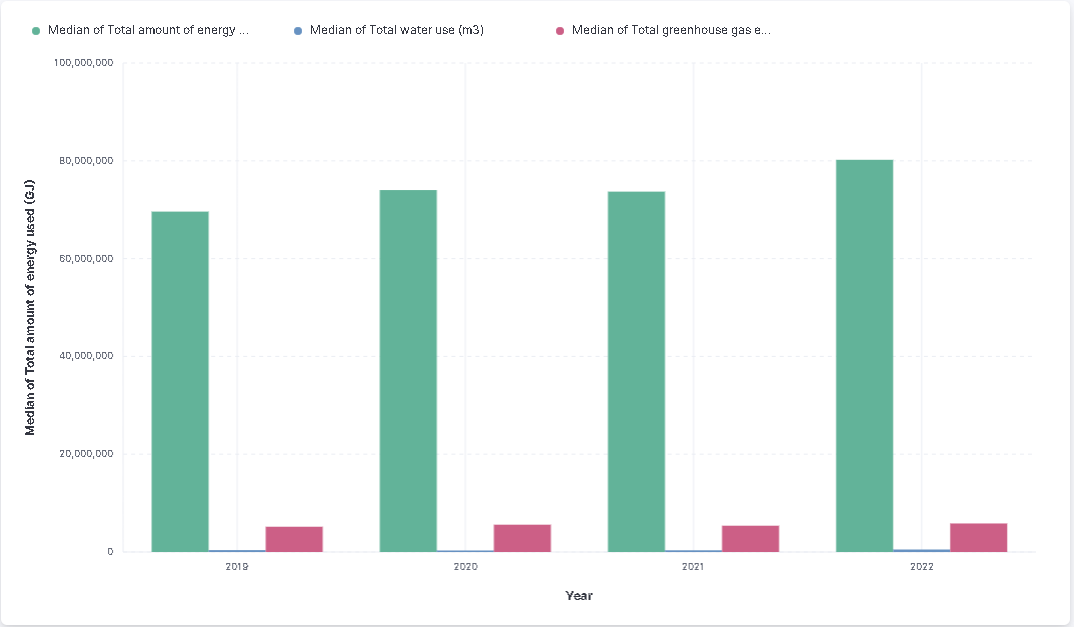 Median of Total amount of energy ...
Median of Total water use (m3)
Median of Total greenhouse gas e...
100,000,000
80,000,000
60,000,000
40,000,000
20,000,000
0
Median of Total amount of energy used (GJ)
2019
2020
2021
2022
Year